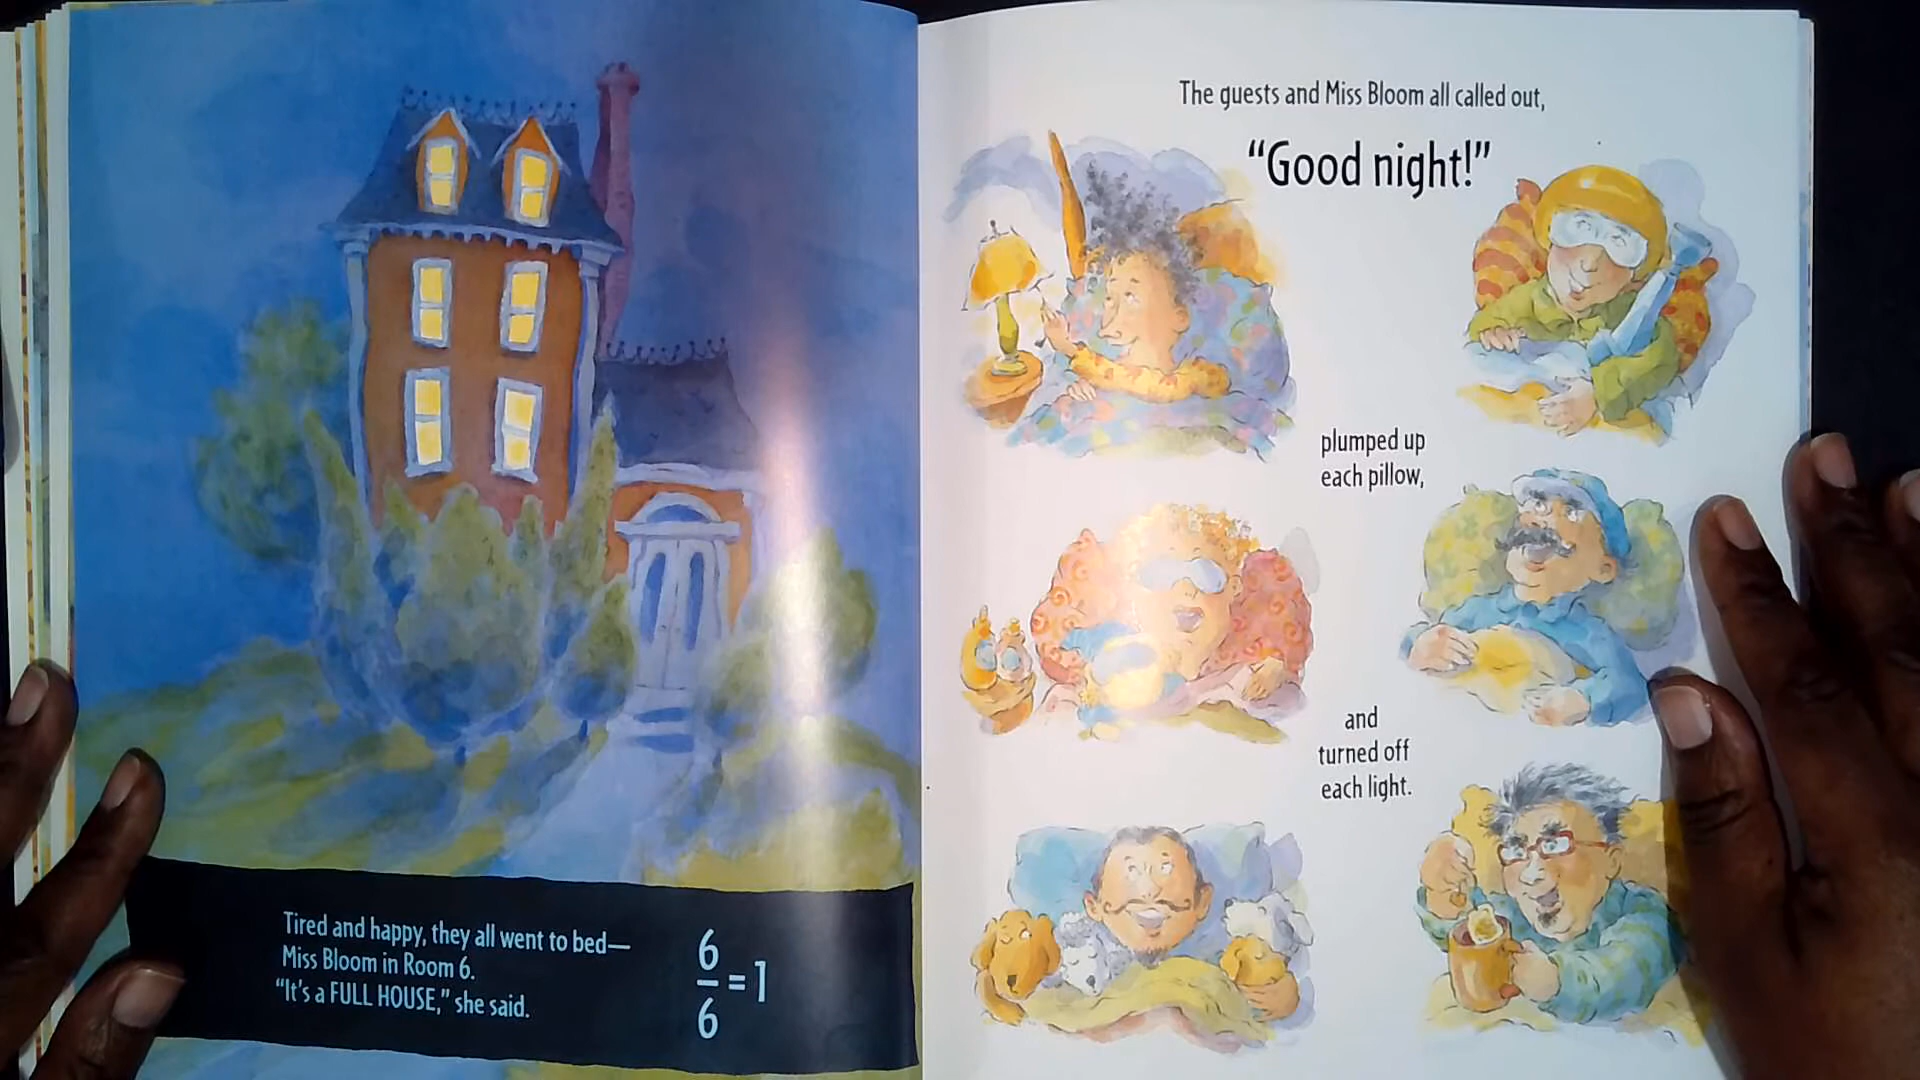 Tired and happy, they all went to bed—
Miss Bloom in Room 6.
“It’s a FULL HOUSE,” she said.
6/6 = 1
The guests and Miss Bloom all called out,
“Good night!”
plumped up
each pillow,
and
turned off
each light.